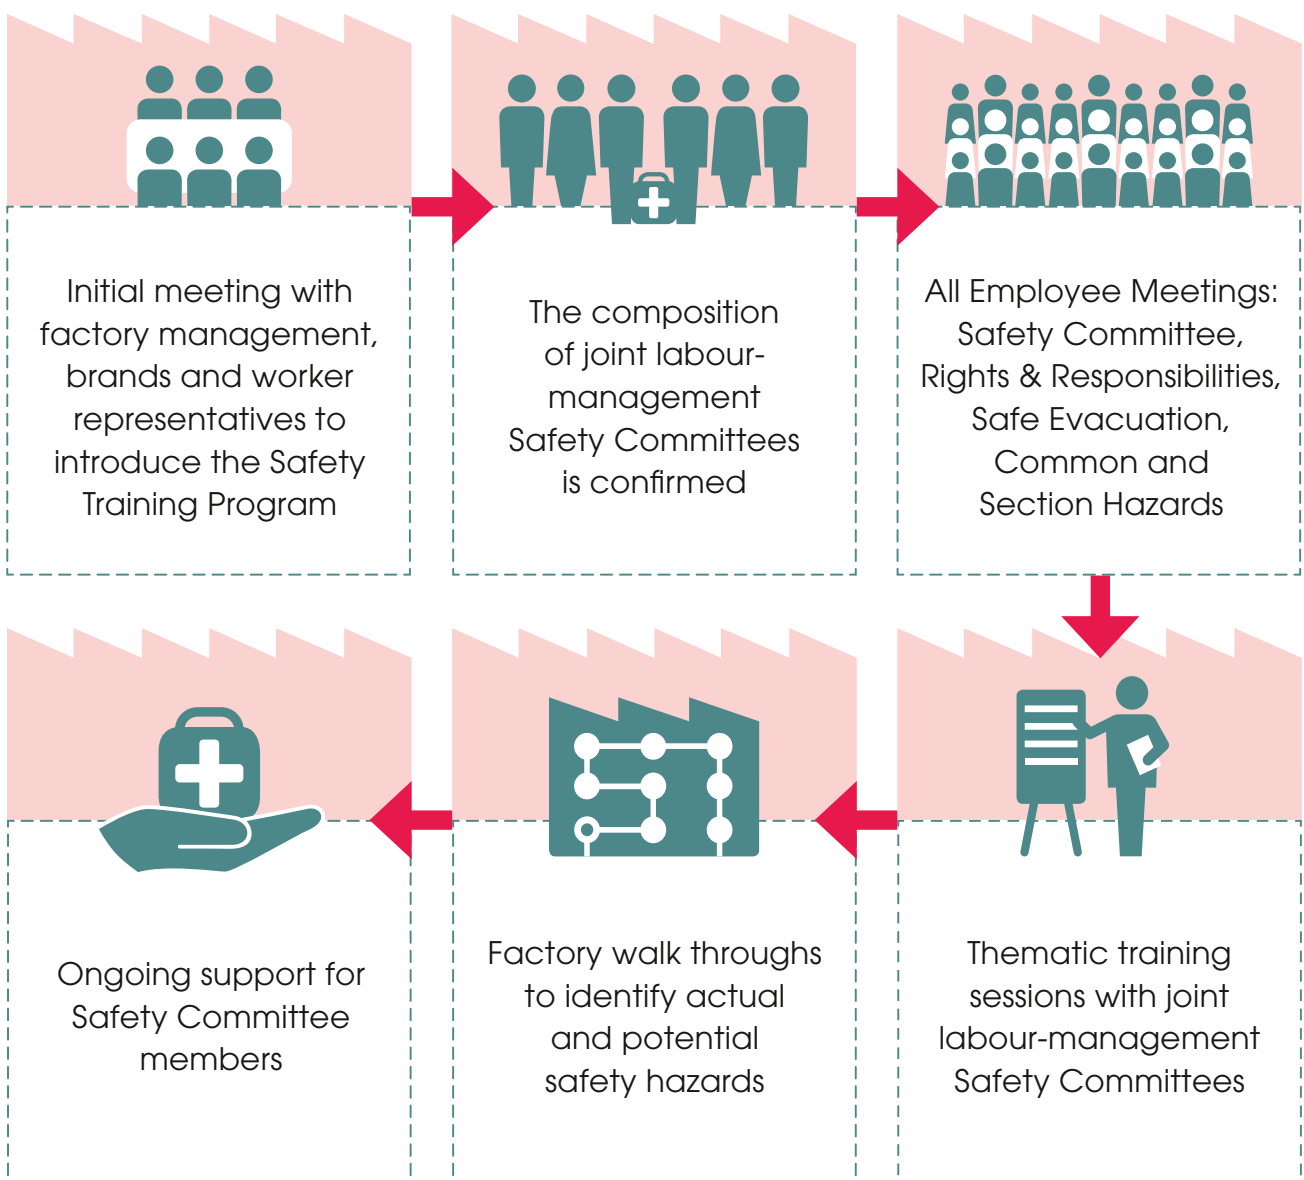 Initial meeting with
factory management,
brands and worker
representatives to
introduce the Safety
Training Program
The composition
of joint labour-
management
Safety Committees
is confirmed
All Employee Meetings:
Safety Committee,
Rights & Responsibilities,
Safe Evacuation,
Common and
Section Hazards
Thematic training
sessions with joint
labour-management
Safety Committees
Factory walk throughs
to identify actual
and potential
safety hazards
Ongoing support for
Safety Committee
members